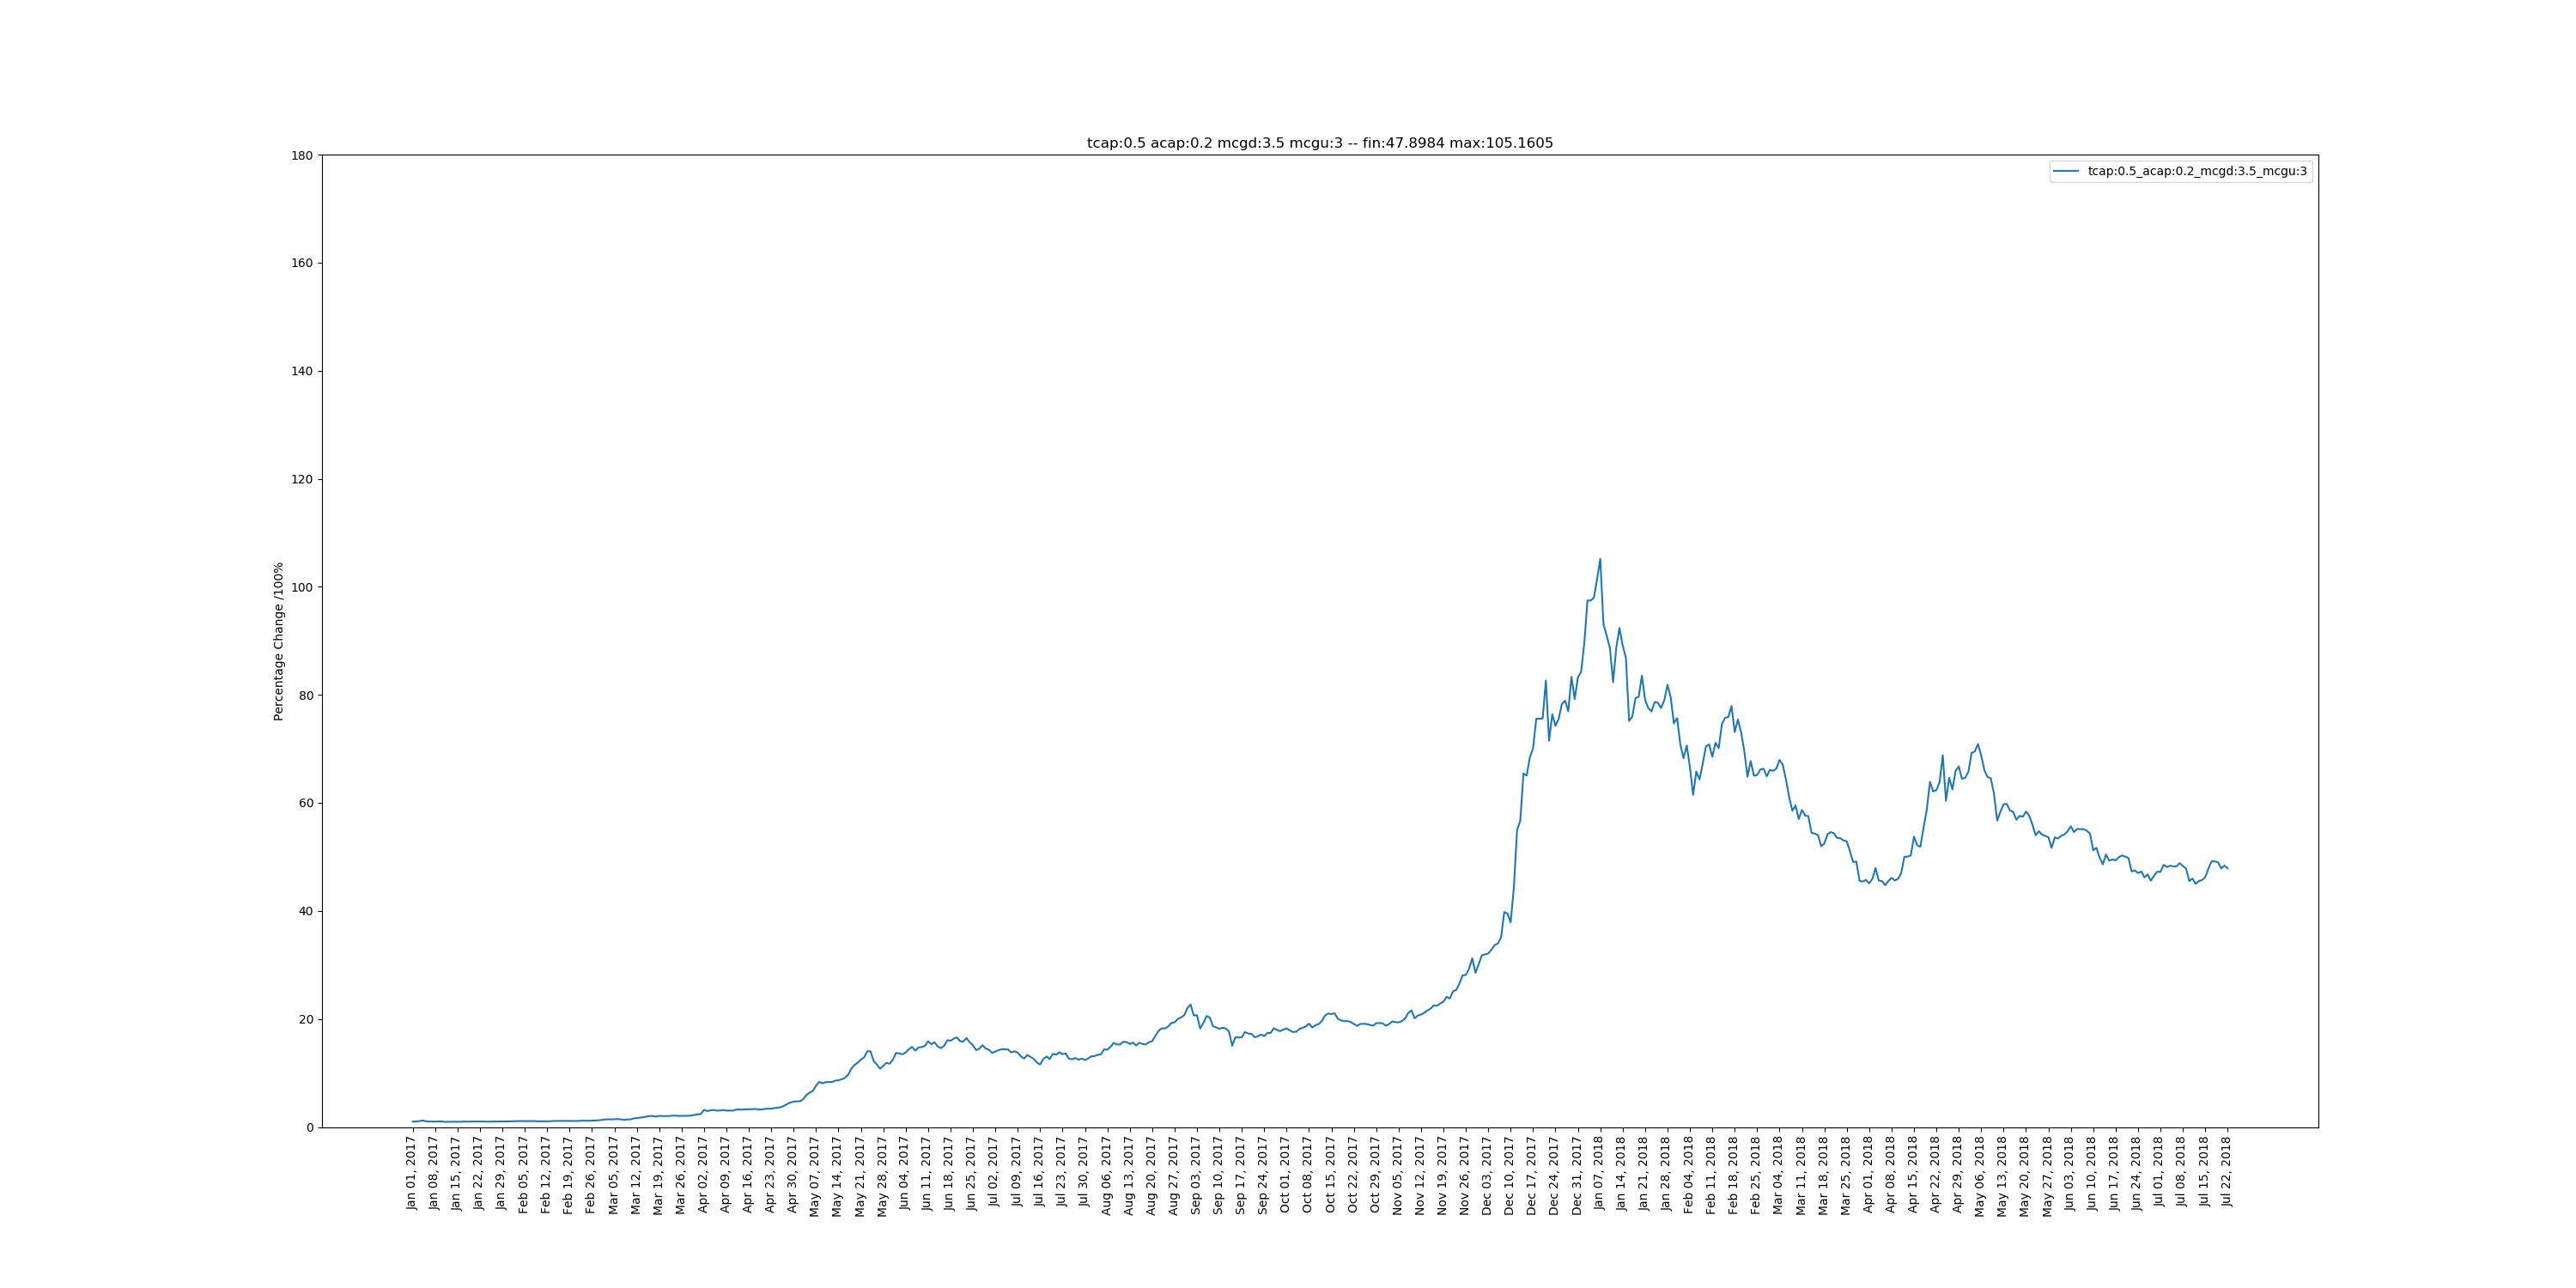 tcap:0.5 acap:0.2 mcgd:3.5 mcgu:3 -- fin:47.8984 max:105.1605
tcap:0.5_acap:0.2_mcgd:3.5_mcgu:3
Percentage Change /100%
180
160
140
120
100
80
60
40
20
0
Jan 01, 2017
Jan 08, 2017
Jan 15, 2017
Jan 22, 2017
Jan 29, 2017
Feb 05, 2017
Feb 12, 2017
Feb 19, 2017
Feb 26, 2017
Mar 05, 2017
Mar 12, 2017
Mar 19, 2017
Mar 26, 2017
Apr 02, 2017
Apr 09, 2017
Apr 16, 2017
Apr 23, 2017
Apr 30, 2017
May 07, 2017
May 14, 2017
May 21, 2017
May 28, 2017
Jun 04, 2017
Jun 11, 2017
Jun 18, 2017
Jun 25, 2017
Jul 02, 2017
Jul 09, 2017
Jul 16, 2017
Jul 23, 2017
Jul 30, 2017
Aug 06, 2017
Aug 13, 2017
Aug 20, 2017
Aug 27, 2017
Sep 03, 2017
Sep 10, 2017
Sep 17, 2017
Sep 24, 2017
Oct 01, 2017
Oct 08, 2017
Oct 15, 2017
Oct 22, 2017
Oct 29, 2017
Nov 05, 2017
Nov 12, 2017
Nov 19, 2017
Nov 26, 2017
Dec 03, 2017
Dec 10, 2017
Dec 17, 2017
Dec 24, 2017
Dec 31, 2017
Jan 07, 2018
Jan 14, 2018
Jan 21, 2018
Jan 28, 2018
Feb 04, 2018
Feb 11, 2018
Feb 18, 2018
Feb 25, 2018
Mar 04, 2018
Mar 11, 2018
Mar 18, 2018
Mar 25, 2018
Apr 01, 2018
Apr 08, 2018
Apr 15, 2018
Apr 22, 2018
Apr 29, 2018
May 06, 2018
May 13, 2018
May 20, 2018
May 27, 2018
Jun 03, 2018
Jun 10, 2018
Jun 17, 2018
Jun 24, 2018
Jul 01, 2018
Jul 08, 2018
Jul 15, 2018
Jul 22, 2018